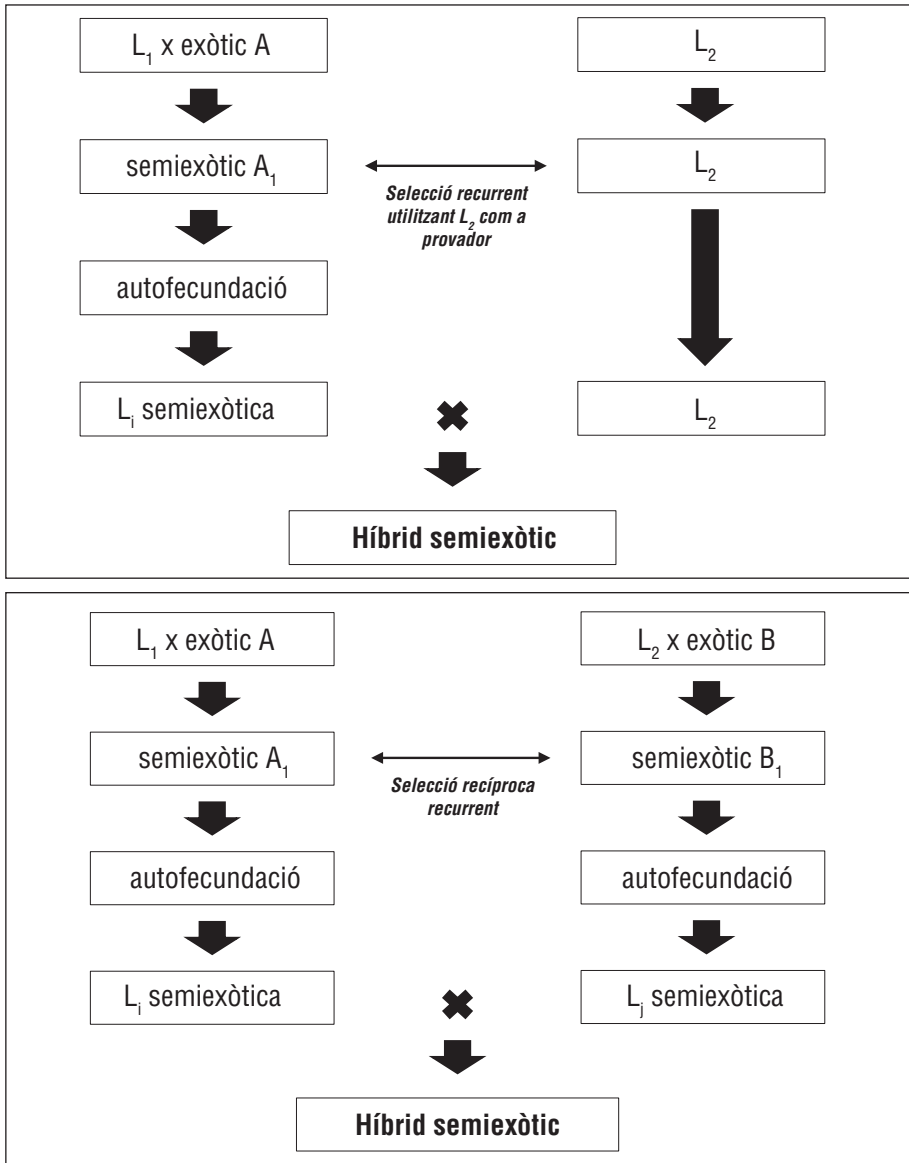 L₁ x exòtic A
L₂
semiexòtic A₁
L₂
Selecció recurrent
utilitzant L₂ com a
provador
autofecundació
L₂
Lᵢ semiexòtica
Híbrid semiexòtic
L₁ x exòtic A
L₂ x exòtic B
semiexòtic A₁
semiexòtic B₁
Selecció recíproca
recurrent
autofecundació
autofecundació
Lᵢ semiexòtica
Lⱼ semiexòtica
Híbrid semiexòtic